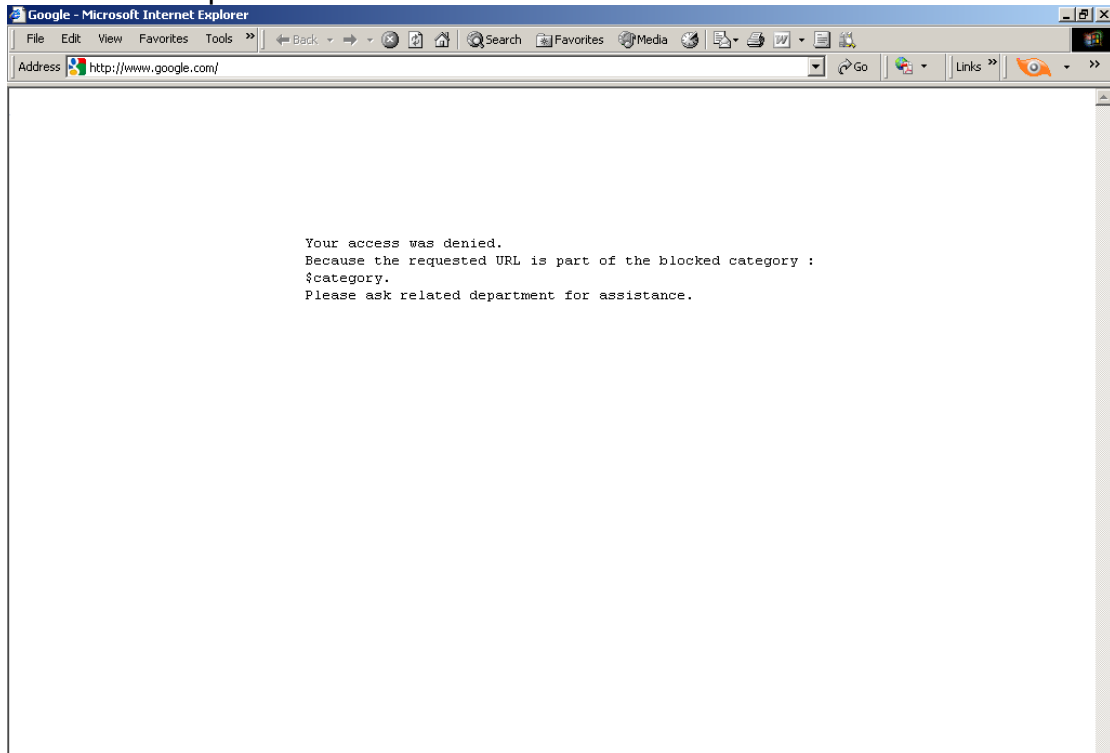 Google - Microsoft Internet Explorer
File Edit View Favorites Tools » Back Search Favorites Media
Address http://www.google.com/ Go Links » »
Your access was denied.
Because the requested URL is part of the blocked category :
$category.
Please ask related department for assistance.